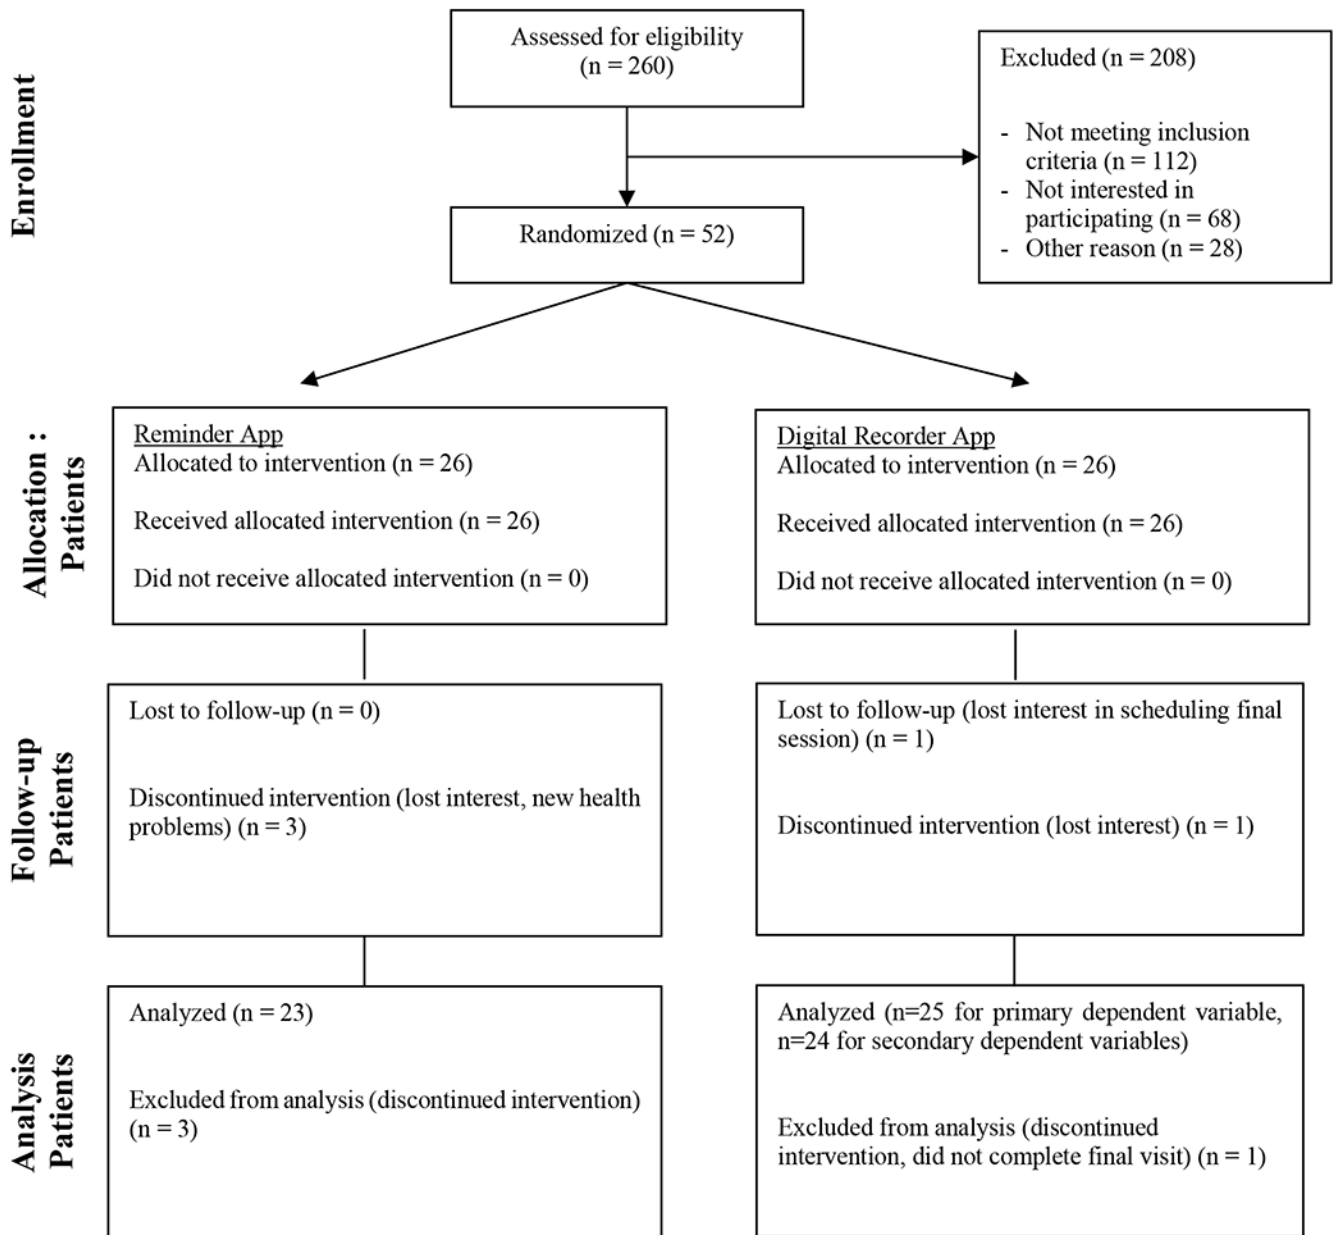 Enrollment
Assessed for eligibility
(n = 260)
Excluded (n = 208)
- Not meeting inclusion
criteria (n = 112)
- Not interested in
participating (n = 68)
- Other reason (n = 28)
Randomized (n = 52)
Allocation :
Patients
Reminder App
Allocated to intervention (n = 26)
Received allocated intervention (n = 26)
Did not receive allocated intervention (n = 0)
Digital Recorder App
Allocated to intervention (n = 26)
Received allocated intervention (n = 26)
Did not receive allocated intervention (n = 0)
Follow-up
Patients
Lost to follow-up (n = 0)
Discontinued intervention (lost interest, new health
problems) (n = 3)
Lost to follow-up (lost interest in scheduling final
session) (n = 1)
Discontinued intervention (lost interest) (n = 1)
Analysis
Patients
Analyzed (n = 23)
Excluded from analysis (discontinued intervention)
(n = 3)
Analyzed (n=25 for primary dependent variable,
n=24 for secondary dependent variables)
Excluded from analysis (discontinued
intervention, did not complete final visit) (n = 1)